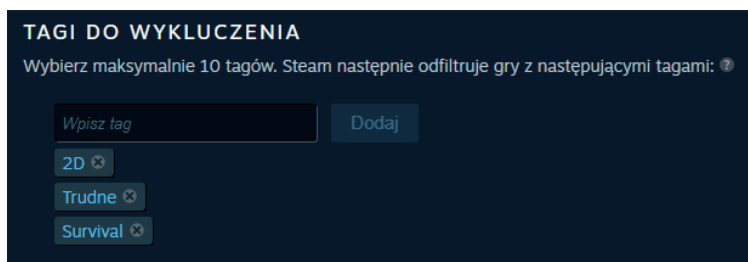 TAGI DO WYKLUCZENIA
Wybierz maksymalnie 10 tagów. Steam następnie odfiltruje gry z następującymi tagami: ?
Wpisz tag Dodaj
2D
Trudne
Survival